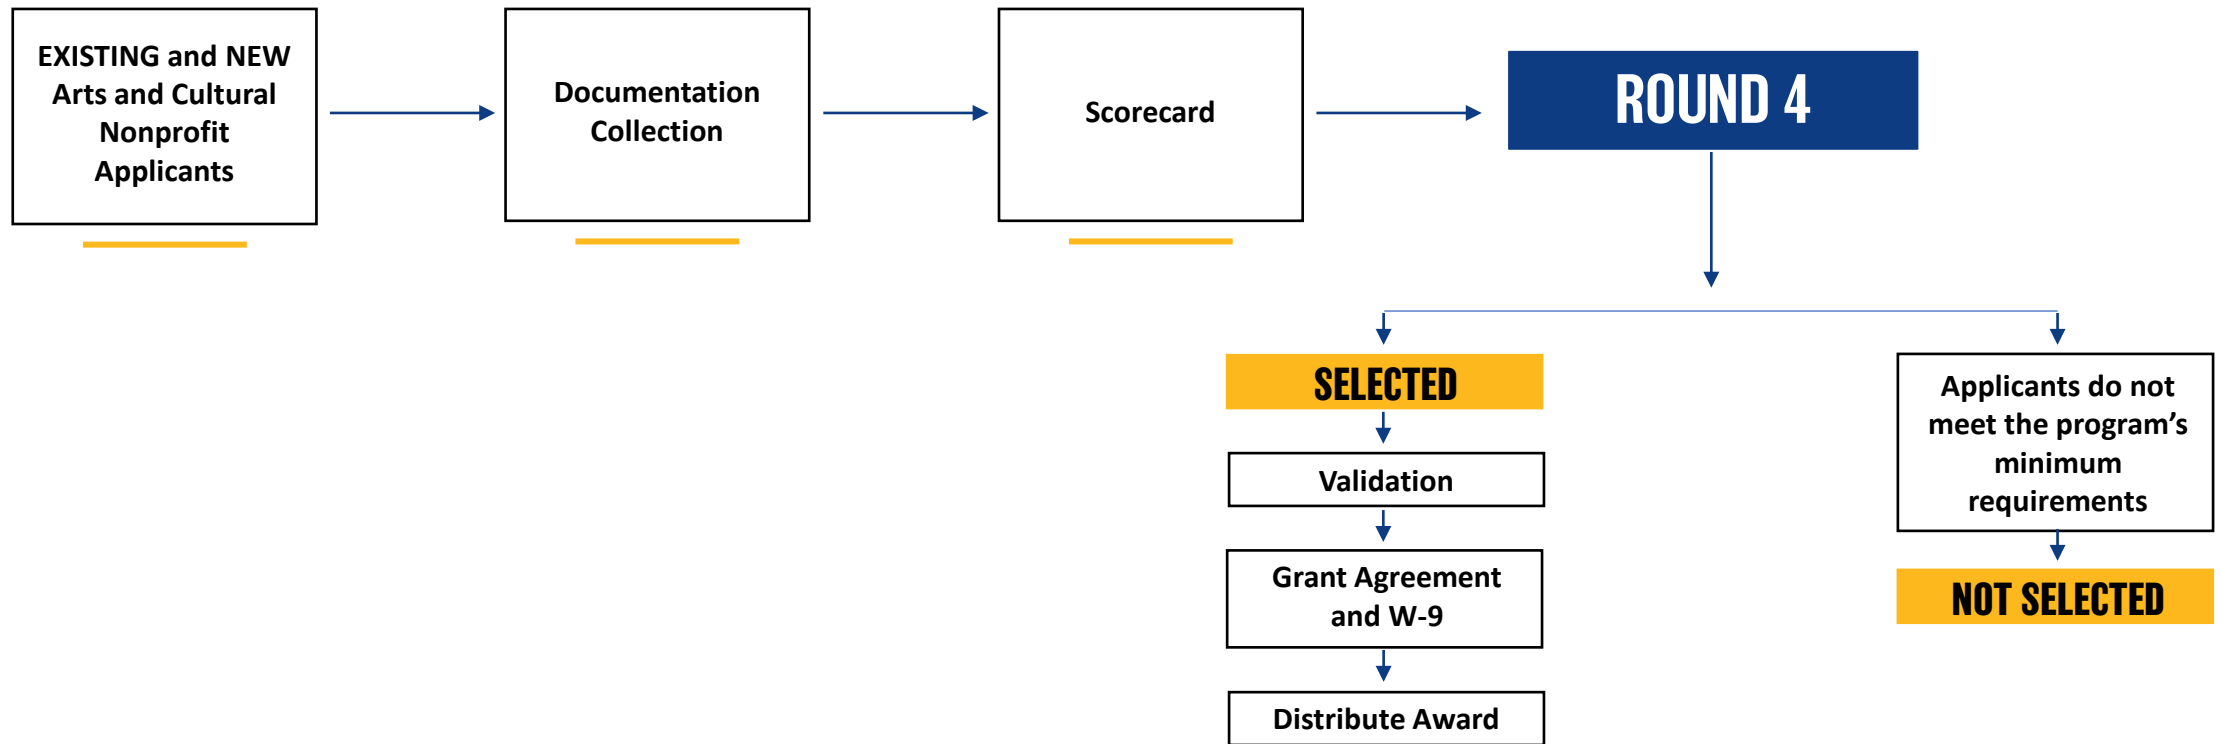 EXISTING and NEW
Arts and Cultural
Nonprofit
Applicants
Documentation
Collection
Scorecard
ROUND 4
SELECTED
Validation
Grant Agreement
and W-9
Distribute Award
Applicants do not
meet the program’s
minimum
requirements
NOT SELECTED